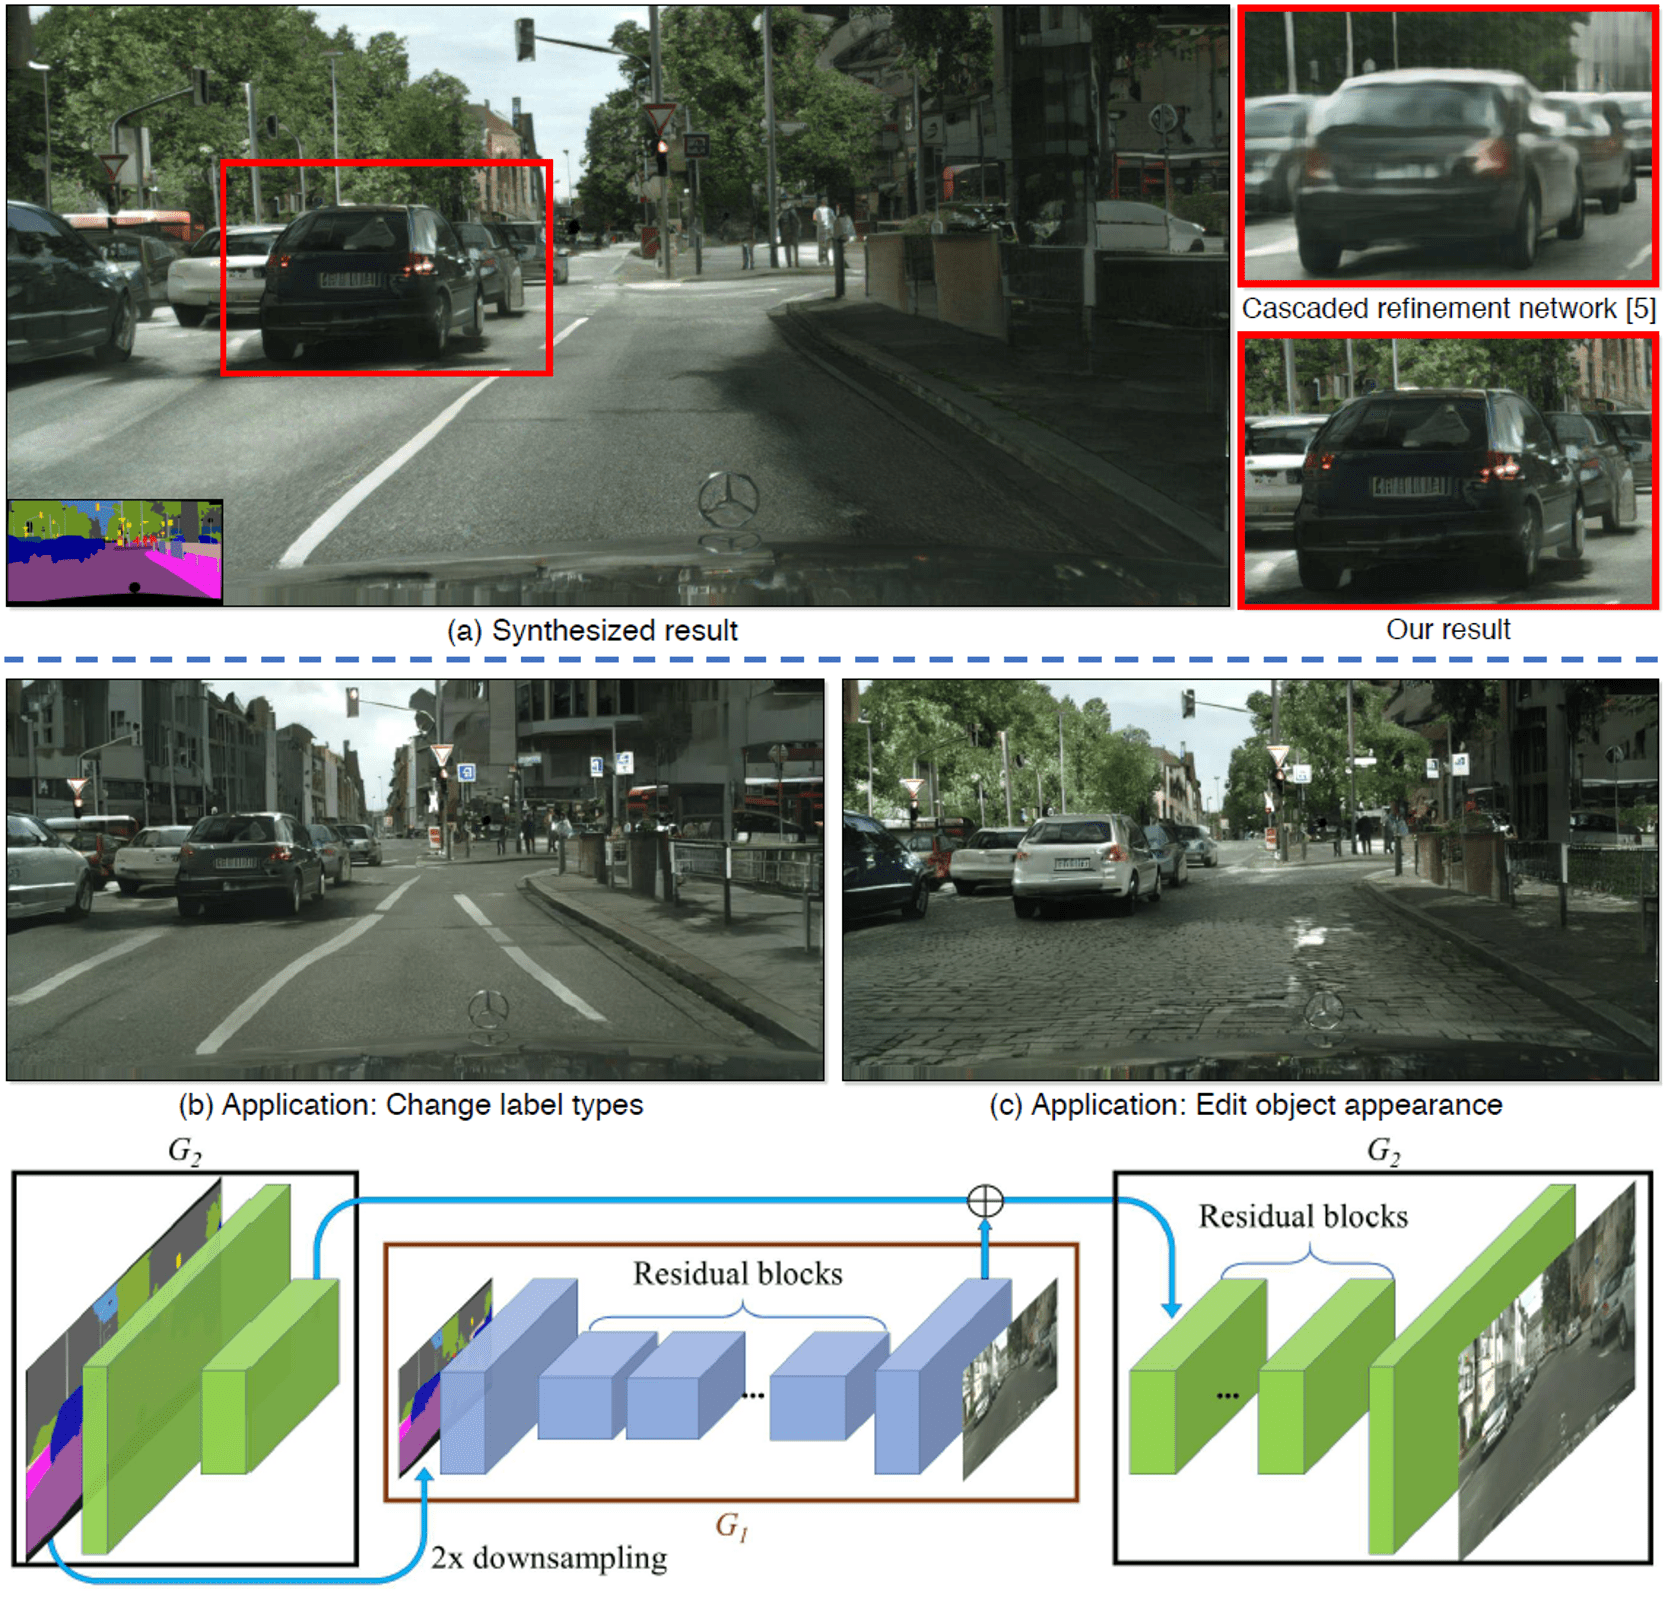 Cascaded refinement network [5]
(a) Synthesized result
Our result
(b) Application: Change label types
(c) Application: Edit object appearance
G2
G2
Residual blocks
Residual blocks
...
...
G1
2x downsampling